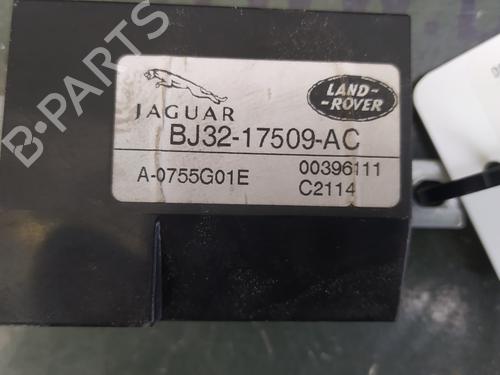 JAGUAR
LAND-
-ROVER
BJ32-17509-AC
A-0755G01E
00396111
C2114
B-PARTS